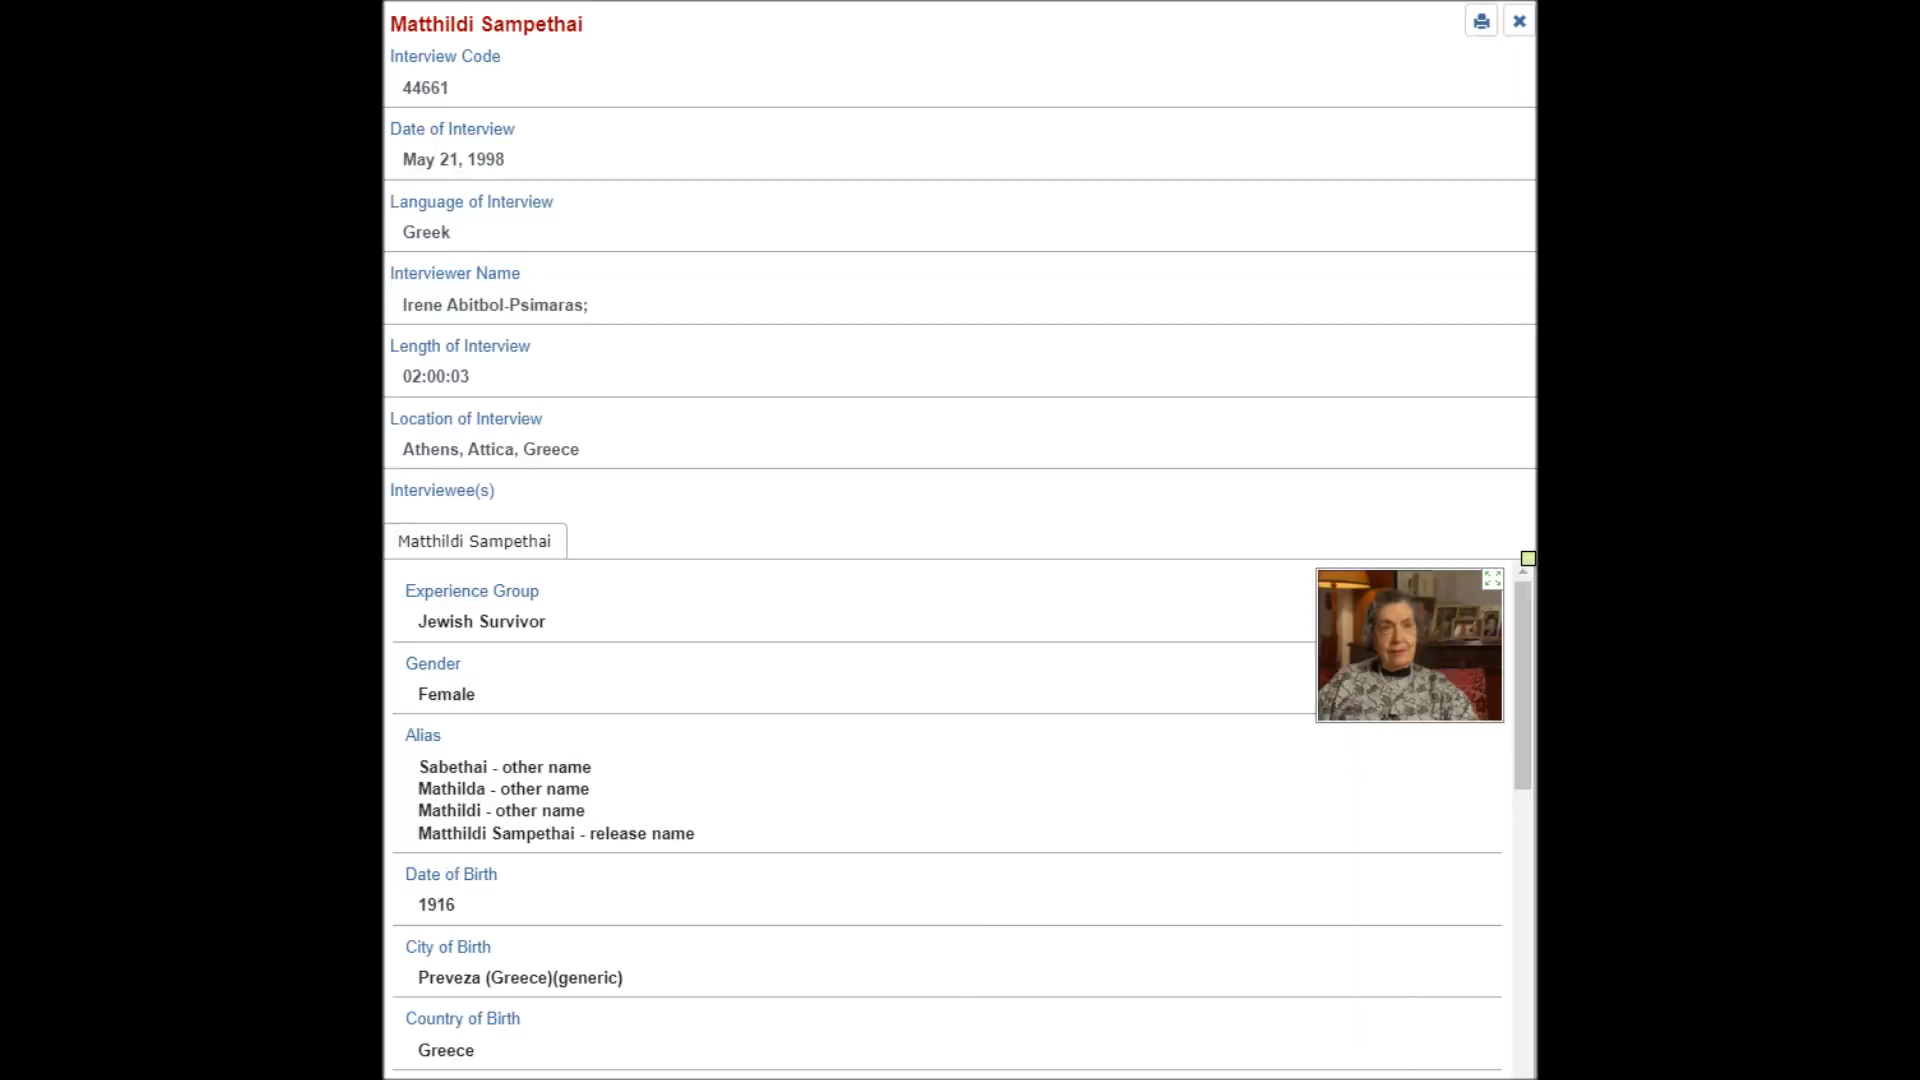 Matthildi Sampethai
Interview Code
44661
Date of Interview
May 21, 1998
Language of Interview
Greek
Interviewer Name
Irene Abitbol-Psimaras;
Length of Interview
02:00:03
Location of Interview
Athens, Attica, Greece
Interviewee(s)
Matthildi Sampethai
Experience Group
Jewish Survivor
Gender
Female
Alias
Sabethai - other name
Mathilda - other name
Mathildi - other name
Matthildi Sampethai - release name
Date of Birth
1916
City of Birth
Preveza (Greece)(generic)
Country of Birth
Greece